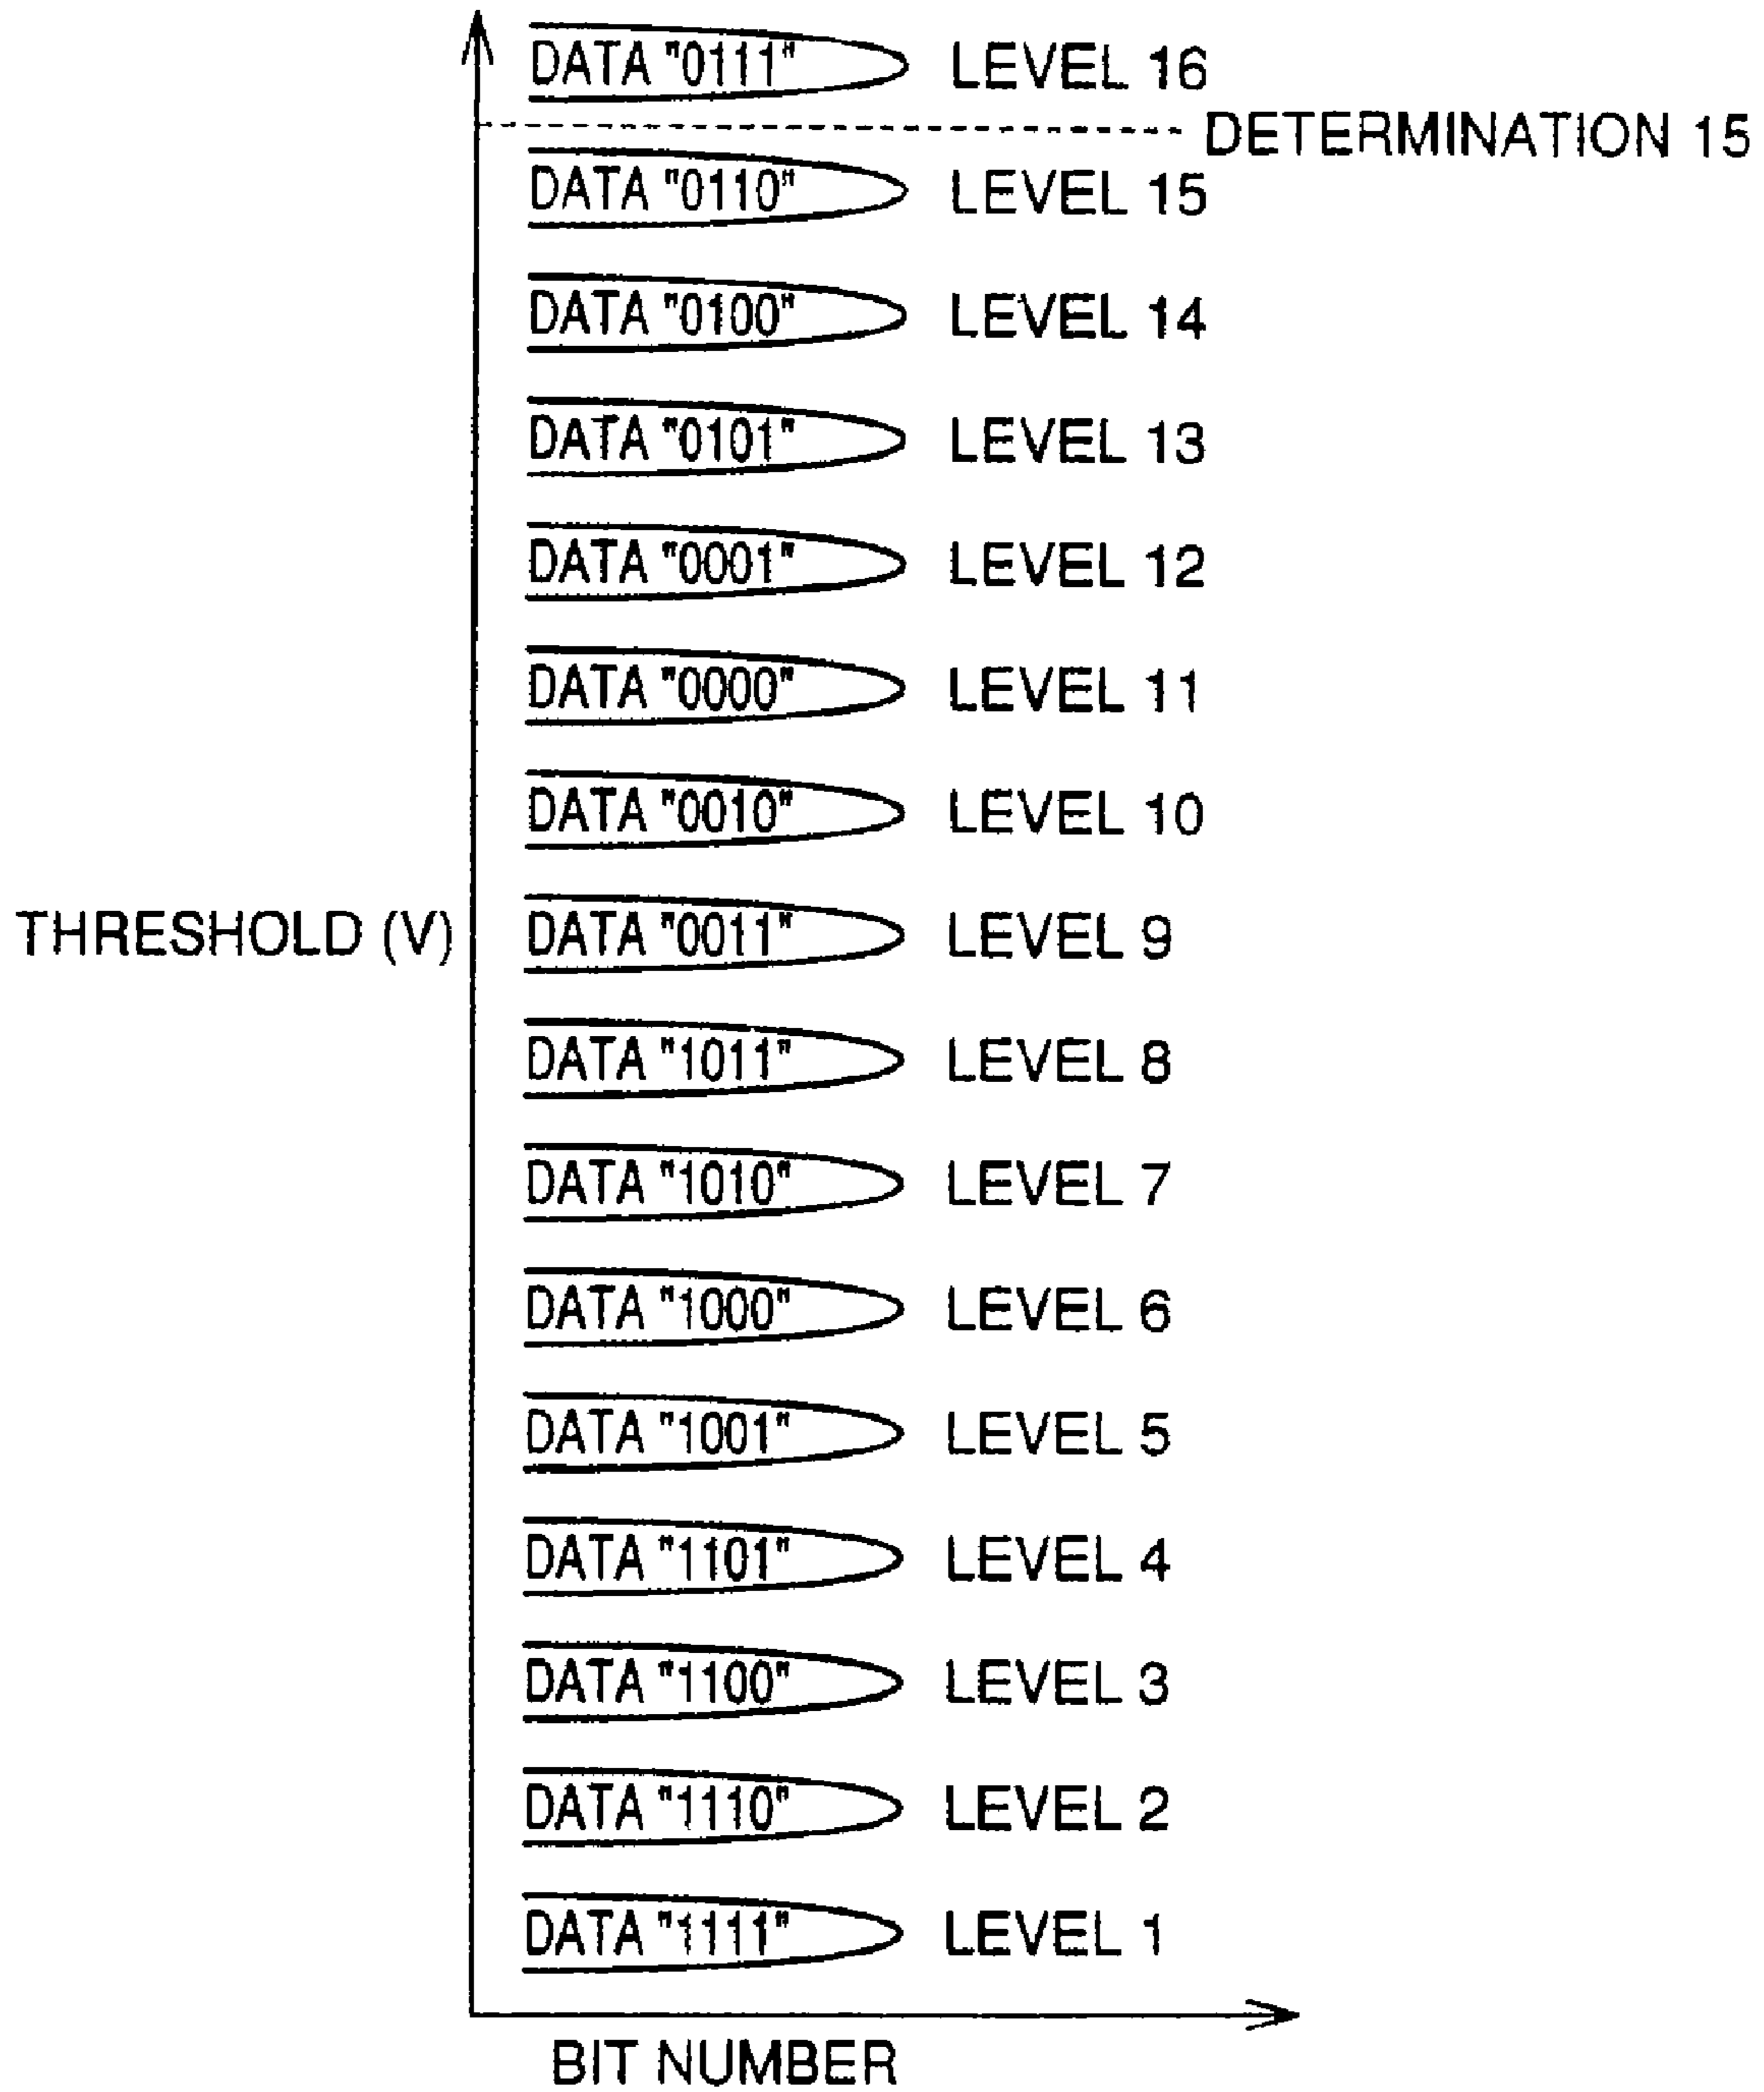 DATA "0111" LEVEL 16
DETERMINATION 15
DATA "0110" LEVEL 15
DATA "0100" LEVEL 14
DATA "0101" LEVEL 13
DATA "0001" LEVEL 12
DATA "0000" LEVEL 11
DATA "0010" LEVEL 10
THRESHOLD (V) DATA "0011" LEVEL 9
DATA "1011" LEVEL 8
DATA "1010" LEVEL 7
DATA "1000" LEVEL 6
DATA "1001" LEVEL 5
DATA "1101" LEVEL 4
DATA "1100" LEVEL 3
DATA "1110" LEVEL 2
DATA "1111" LEVEL 1
BIT NUMBER